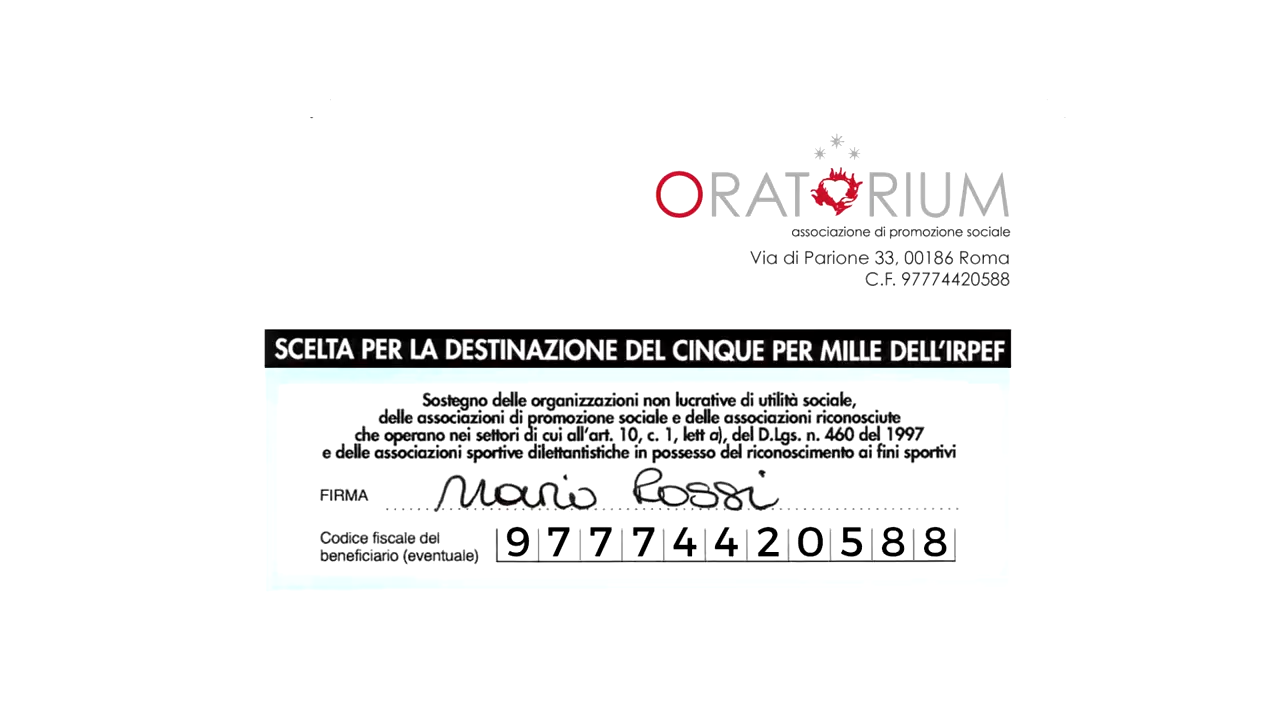 ORATORIUM
associazione di promozione sociale
Via di Parione 33, 00186 Roma
C.F. 97774420588
SCELTA PER LA DESTINAZIONE DEL CINQUE PER MILLE DELL'IRPEF
Sostegno delle organizzazioni non lucrative di utilità sociale,
delle associazioni di promozione sociale e delle associazioni riconosciute
che operano nei settori di cui all'art. 10, c. 1, lett a), del D.Lgs. n. 460 del 1997
e delle associazioni sportive dilettantistiche in possesso del riconoscimento ai fini sportivi
FIRMA Mario Rossi
Codice fiscale del
beneficiario (eventuale) 97774420588